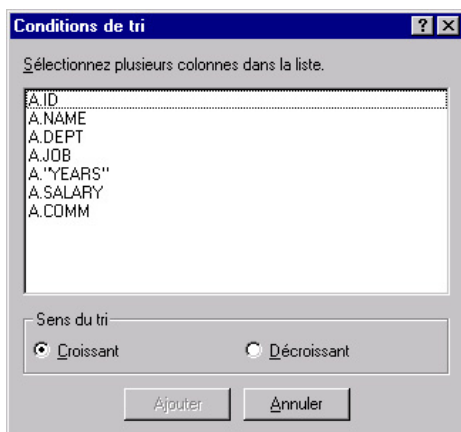 Conditions de tri
Sélectionnez plusieurs colonnes dans la liste.
A.ID
A.NAME
A.DEPT
A.JOB
A."YEARS"
A.SALARY
A.COMM
Sens du tri
Croissant Décroissant
Ajouter Annuler